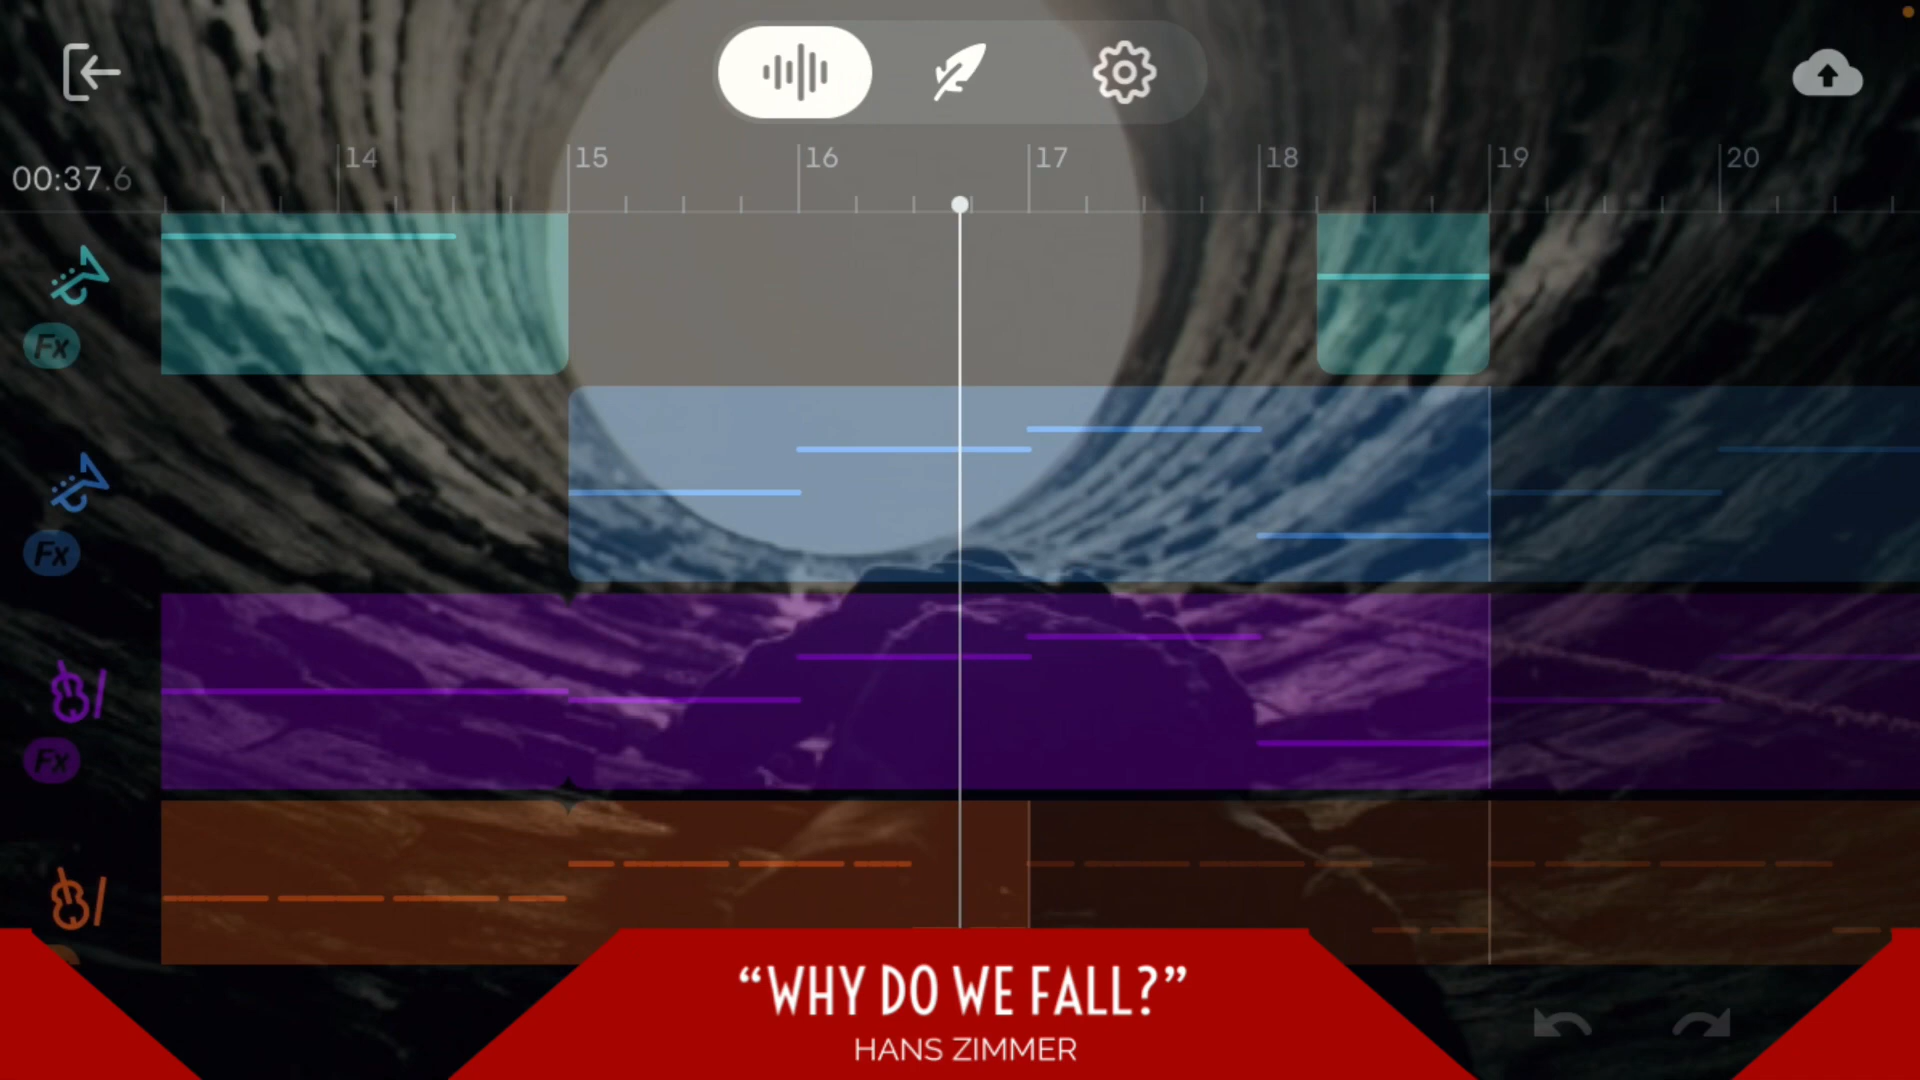 14 15 16 17 18 19 20
00:37.6
Fx
Fx
Fx
“WHY DO WE FALL?”
HANS ZIMMER